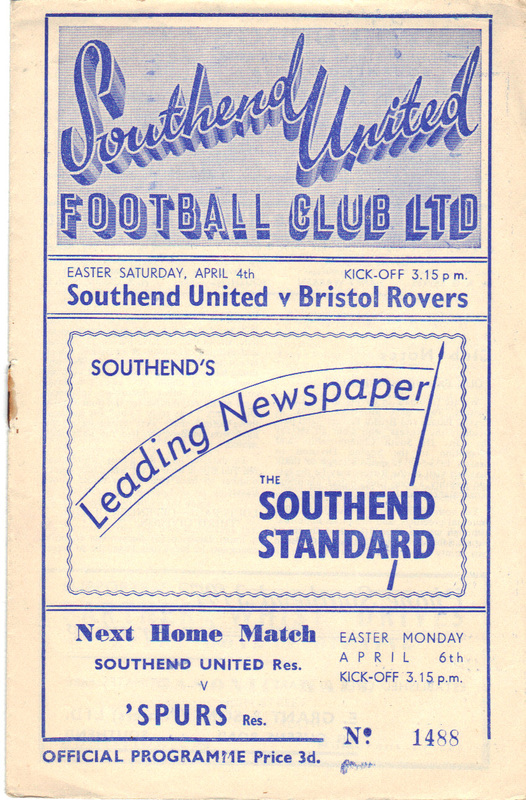 Southend United
FOOTBALL CLUB LTD
EASTER SATURDAY, APRIL 4th KICK-OFF 3.15 p m.
Southend United v Bristol Rovers
SOUTHEND'S
Leading Newspaper
THE
SOUTHEND
STANDARD
Next Home Match
SOUTHEND UNITED Res.
V
'SPURS Res.
EASTER MONDAY
APRIL 6th
KICK-OFF 3.15 p.m.
Nº 1488
OFFICIAL PROGRAMME Price 3d.